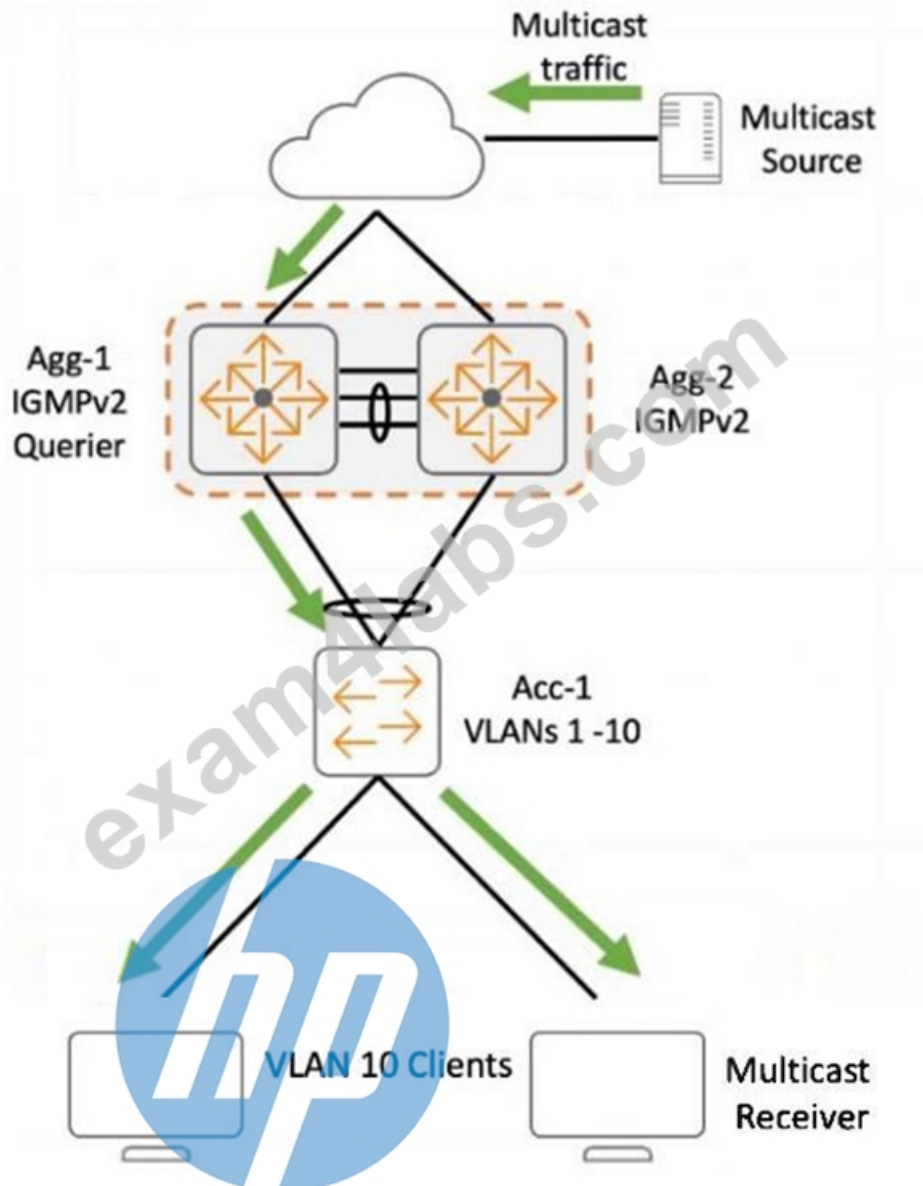 Multicast
traffic
Multicast
Source
Agg-1
IGMPv2
Querier
Agg-2
IGMPv2
Acc-1
VLANs 1 -10
exam4labs.com
hp
VLAN 10 Clients
Multicast
Receiver